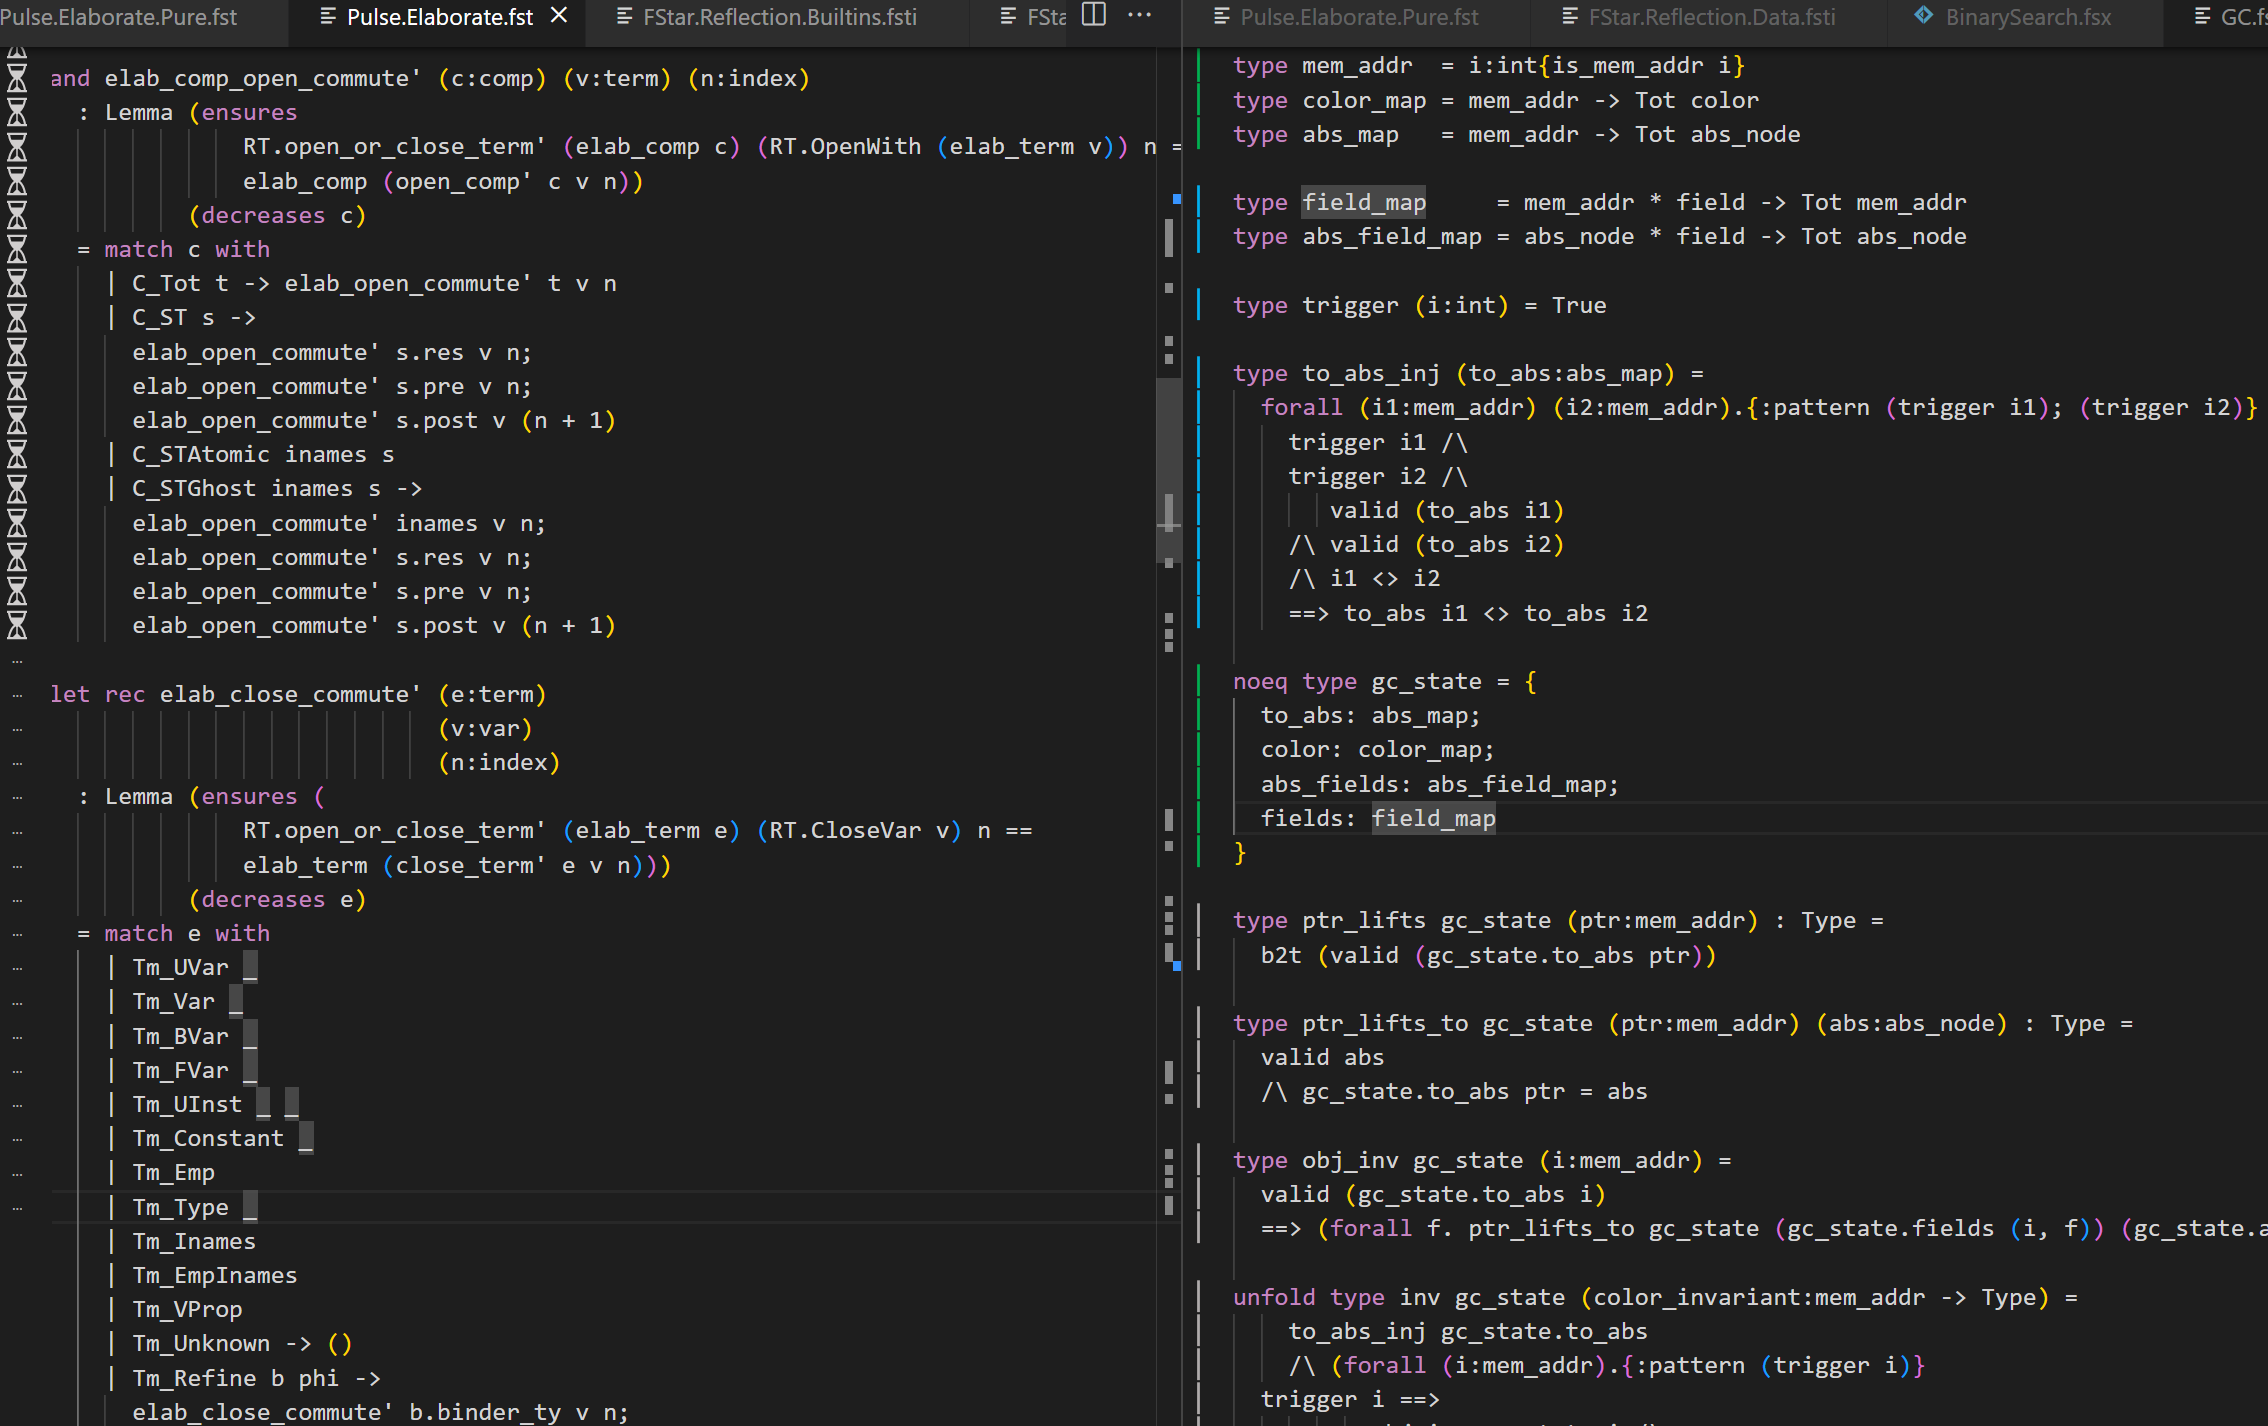 Pulse.Elaborate.Pure.fst
Pulse.Elaborate.fst
FStar.Reflection.Builtins.fsti
and elab_comp_open_commute' (c:comp) (v:term) (n:index)
: Lemma (ensures
RT.open_or_close_term' (elab_comp c) (RT.OpenWith (elab_term v)) n =
elab_comp (open_comp' c v n))
(decreases c)
= match c with
| C_Tot t -> elab_open_commute' t v n
| C_ST s ->
elab_open_commute' s.res v n;
elab_open_commute' s.pre v n;
elab_open_commute' s.post v (n + 1)
| C_STAtomic inames s
| C_STGhost inames s ->
elab_open_commute' inames v n;
elab_open_commute' s.res v n;
elab_open_commute' s.pre v n;
elab_open_commute' s.post v (n + 1)
let rec elab_close_commute' (e:term)
(v:var)
(n:index)
: Lemma (ensures (
RT.open_or_close_term' (elab_term e) (RT.CloseVar v) n ==
elab_term (close_term' e v n)))
(decreases e)
= match e with
| Tm_UVar _
| Tm_Var _
| Tm_BVar _
| Tm_FVar _
| Tm_UInst _ _
| Tm_Constant _
| Tm_Emp
| Tm_Type _
| Tm_Inames
| Tm_EmpInames
| Tm_VProp
| Tm_Unknown -> ()
| Tm_Refine b phi ->
elab_close_commute' b.binder_ty v n;
Pulse.Elaborate.Pure.fst
FStar.Reflection.Data.fsti
BinarySearch.fsx
type mem_addr  = i:int{is_mem_addr i}
type color_map = mem_addr -> Tot color
type abs_map   = mem_addr -> Tot abs_node
type field_map     = mem_addr * field -> Tot mem_addr
type abs_field_map = abs_node * field -> Tot abs_node
type trigger (i:int) = True
type to_abs_inj (to_abs:abs_map) =
forall (i1:mem_addr) (i2:mem_addr).{:pattern (trigger i1); (trigger i2)}
trigger i1 /\
trigger i2 /\
valid (to_abs i1)
/\ valid (to_abs i2)
/\ i1 <> i2
==> to_abs i1 <> to_abs i2
noeq type gc_state = {
to_abs: abs_map;
color: color_map;
abs_fields: abs_field_map;
fields: field_map
}
type ptr_lifts gc_state (ptr:mem_addr) : Type =
b2t (valid (gc_state.to_abs ptr))
type ptr_lifts_to gc_state (ptr:mem_addr) (abs:abs_node) : Type =
valid abs
/\ gc_state.to_abs ptr = abs
type obj_inv gc_state (i:mem_addr) =
valid (gc_state.to_abs i)
==> (forall f. ptr_lifts_to gc_state (gc_state.fields (i, f)) (gc_state.a
unfold type inv gc_state (color_invariant:mem_addr -> Type) =
to_abs_inj gc_state.to_abs
/\ (forall (i:mem_addr).{:pattern (trigger i)}
trigger i ==>